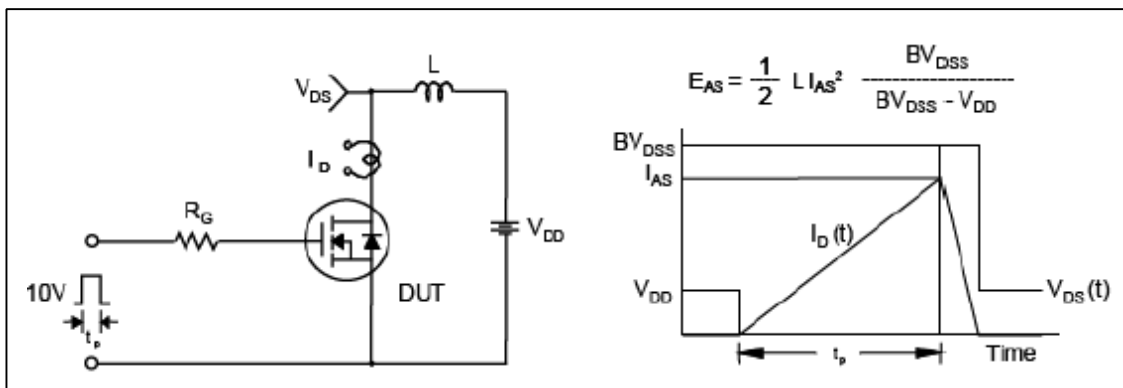 V_DS
L
I_D
R_G
V_DD
10V
t_p
DUT
E_AS = 1/2 L I_AS² BV_DSS / (BV_DSS - V_DD)
BV_DSS
I_AS
I_D (t)
V_DD
V_DS (t)
t_p
Time